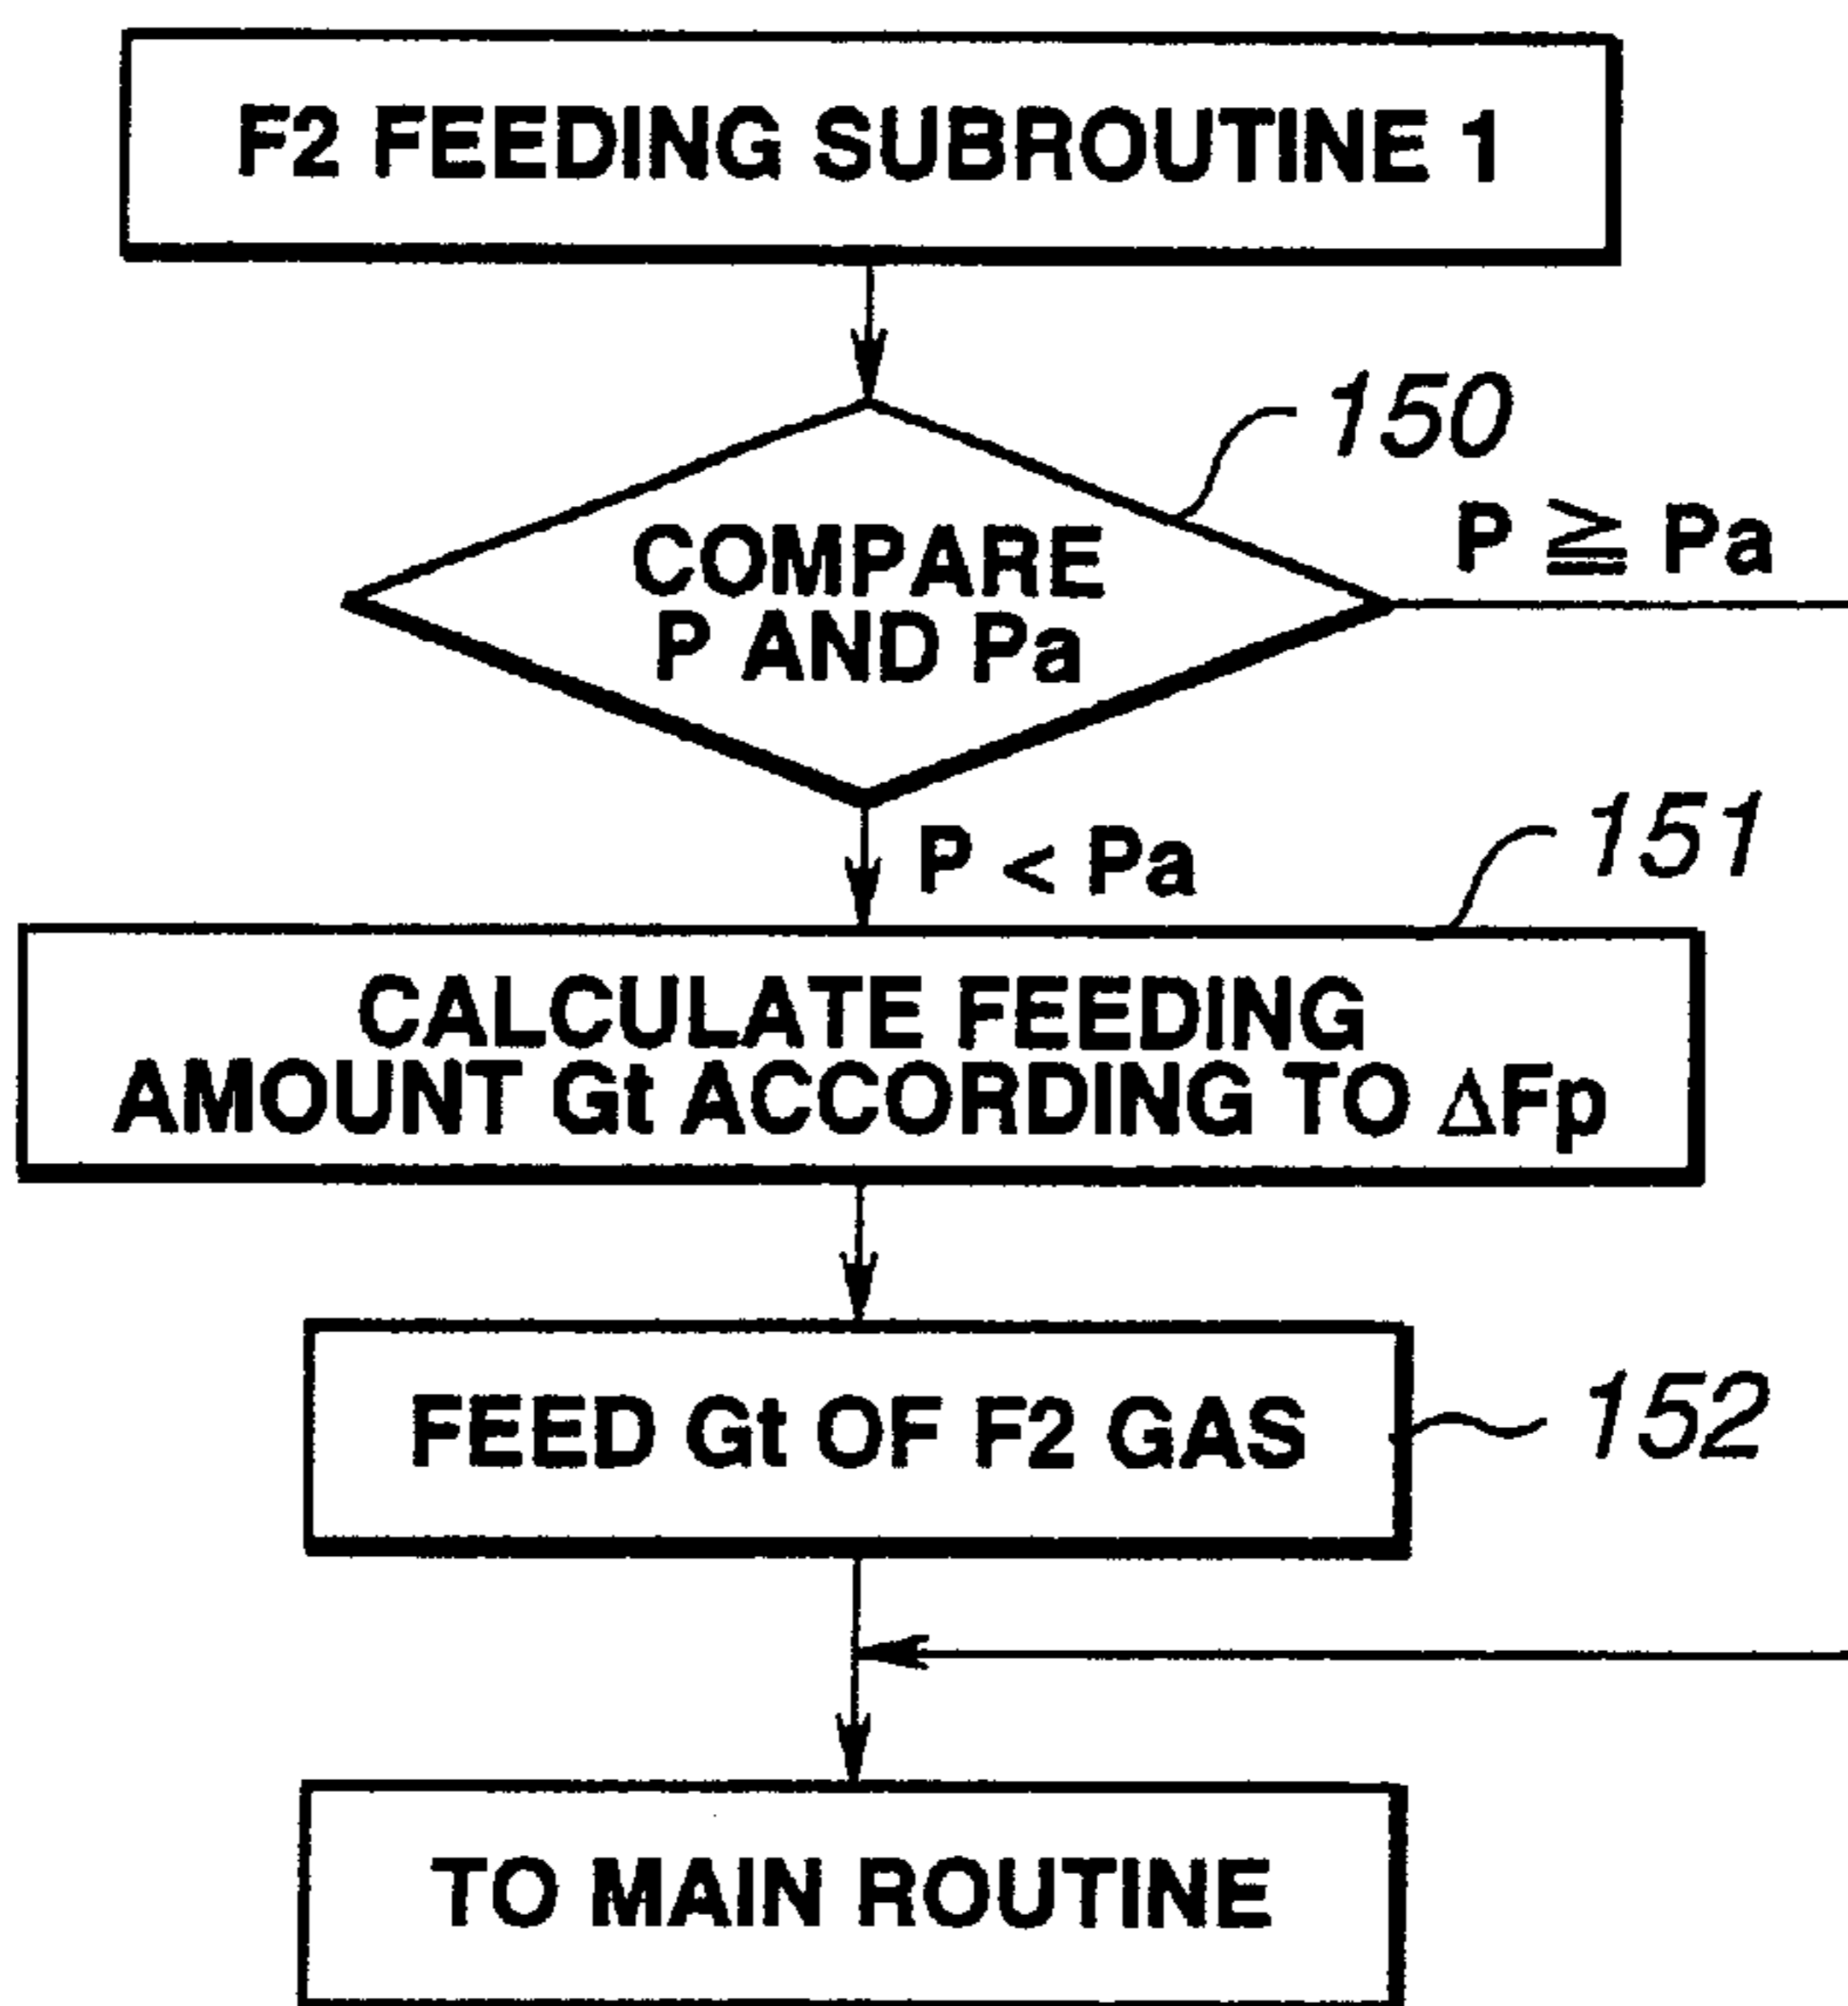 F2 FEEDING SUBROUTINE 1
150
P ≧ Pa
COMPARE
P AND Pa
P < Pa
151
CALCULATE FEEDING
AMOUNT Gt ACCORDING TO ΔFp
FEED Gt OF F2 GAS
152
TO MAIN ROUTINE